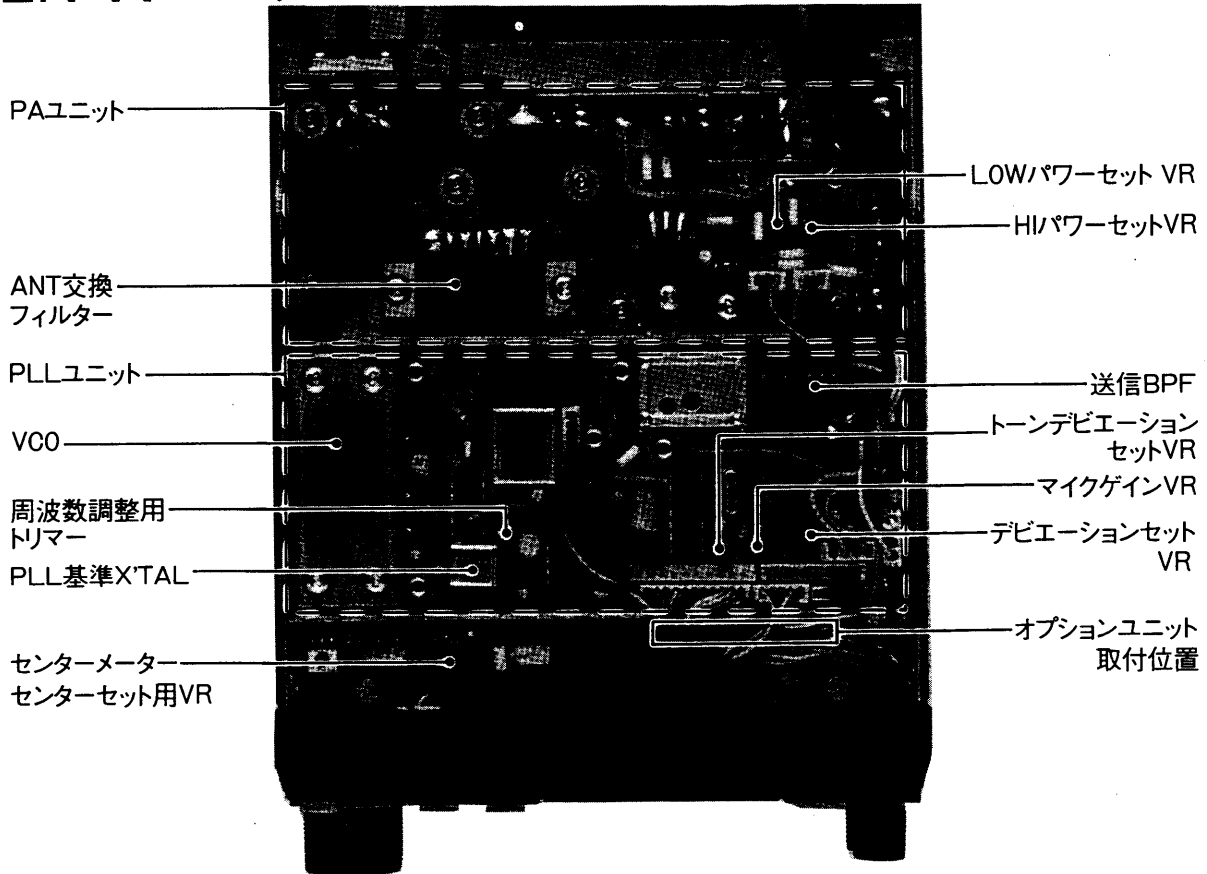 PAユニット
ANT交換
フィルター
PLLユニット
VCO
周波数調整用
トリマー
PLL基準X'TAL
センターメーター
センターセット用VR
LOWパワーセット VR
HIパワーセットVR
送信BPF
トーンデビエーション
セットVR
マイクゲインVR
デビエーションセット
VR
オプションユニット
取付位置